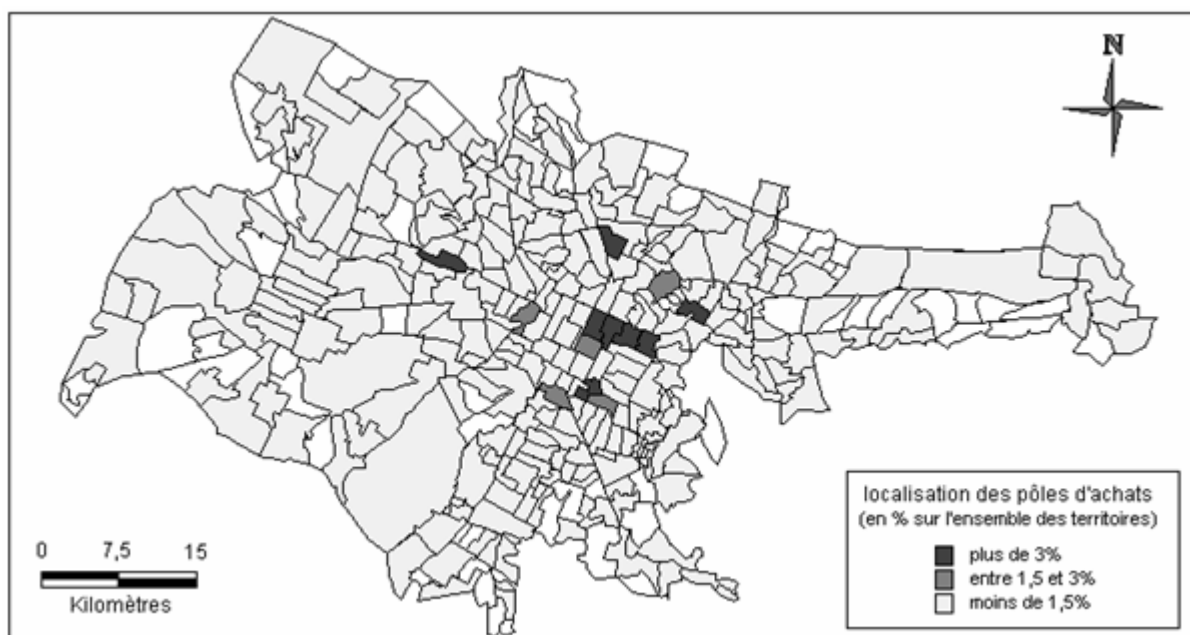 N
localisation des pôles d'achats
(en % sur l'ensemble des territoires)
plus de 3%
entre 1,5 et 3%
moins de 1,5%
0 7,5 15
Kilomètres